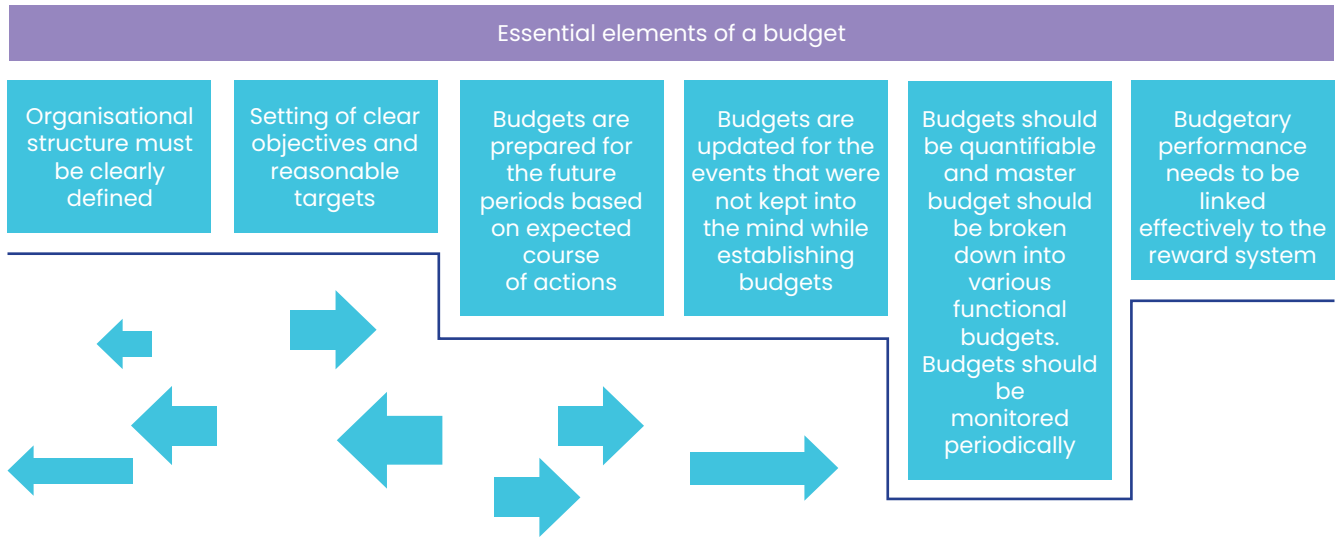 Essential elements of a budget
Organisational
structure must
be clearly
defined
Setting of clear
objectives and
reasonable
targets
Budgets are
prepared for
the future
periods based
on expected
course
of actions
Budgets are
updated for the
events that were
not kept into
the mind while
establishing
budgets
Budgets should
be quantifiable
and master
budget should
be broken
down into
various
functional
budgets.
Budgets should
be
monitored
periodically
Budgetary
performance
needs to be
linked
effectively to the
reward system